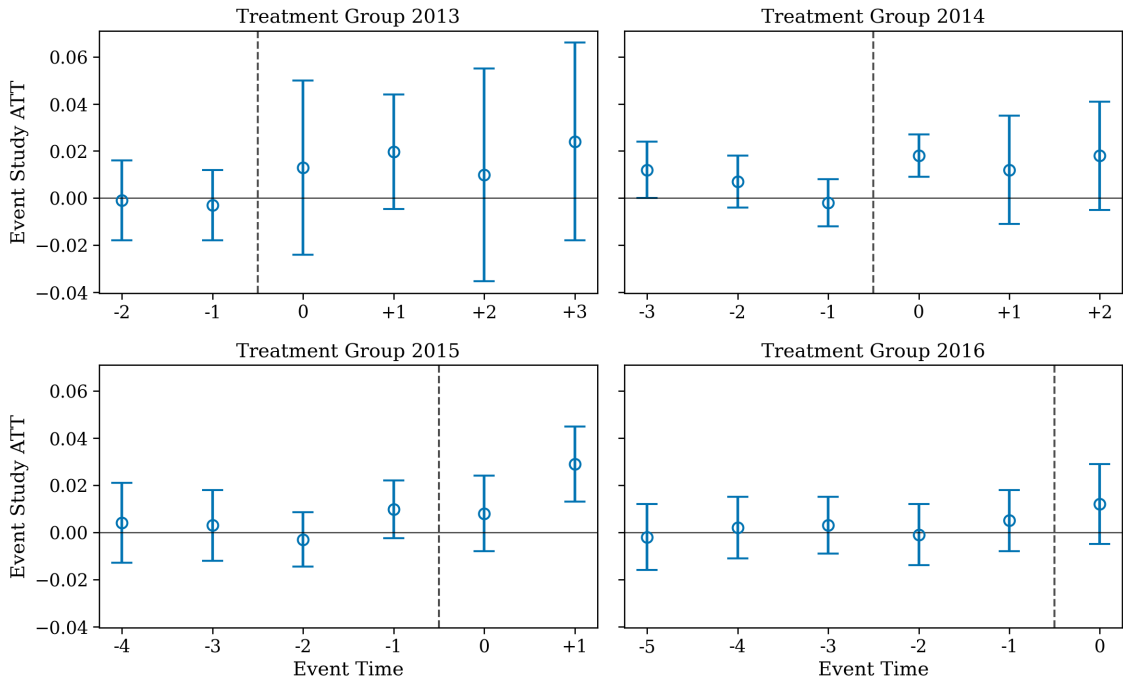 Treatment Group 2013
Treatment Group 2014
Event Study ATT
0.06
0.04
0.02
0.00
−0.02
−0.04
-2 -1 0 +1 +2 +3
-3 -2 -1 0 +1 +2
Treatment Group 2015
Treatment Group 2016
Event Study ATT
0.06
0.04
0.02
0.00
−0.02
−0.04
-4 -3 -2 -1 0 +1
-5 -4 -3 -2 -1 0
Event Time
Event Time